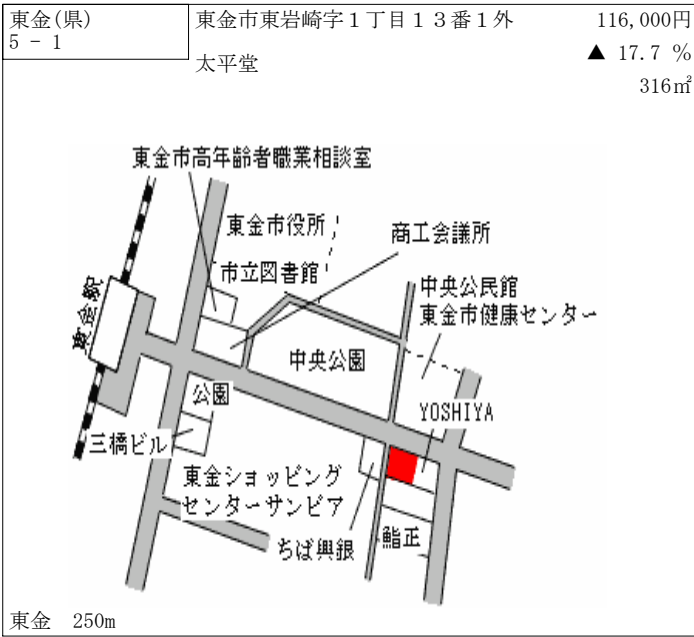 東金(県)
5 - 1
東金市東岩崎字1丁目13番1外
116,000円
太平堂
▲ 17.7 %
316㎡
東金市高年齢者職業相談室
東金市役所
商工会議所
市立図書館
中央公民館
東金市健康センター
東金駅
中央公園
公園
YOSHIYA
三橋ビル
東金ショッピング
センターサンピア
ちば興銀
鮨正
東金 250m